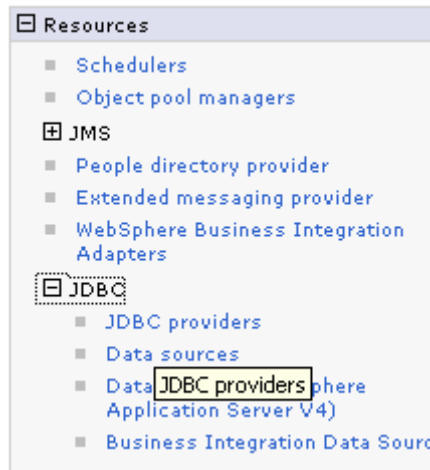 Resources
Schedulers
Object pool managers
JMS
People directory provider
Extended messaging provider
WebSphere Business Integration
Adapters
JDBC
JDBC providers
Data sources
Data JDBC providers phere
Application Server V4)
Business Integration Data Sourc